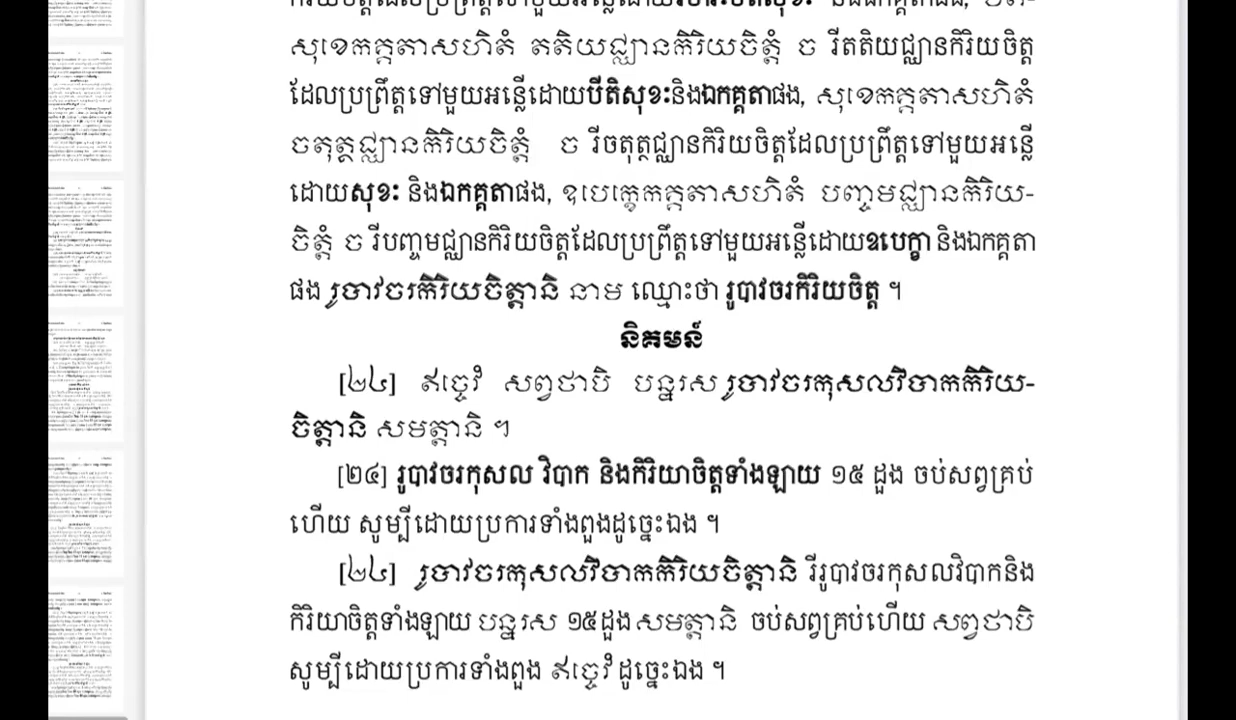 សុខេកគ្គតាសហិតំ តតិយជ្ឈានកិរិយចិត្តំ ច រីតតិយជ្ឈានកិរិយចិត្ត
ដែលប្រព្រឹត្តទៅមួយអន្លើដោយបីតិសុខៈនិងឯកគ្គតាផង, សុខេកគ្គតាសហិតំ
ចតុត្ថជ្ឈានកិរិយចិត្តំ ច រីចតុត្ថជ្ឈានកិរិយចិត្តដែលប្រព្រឹត្តទៅមួយអន្លើ
ដោយសុខៈ និងឯកគ្គតាផង, ឧបេក្ខេកគ្គតាសហិតំ បញ្ចមជ្ឈានកិរិយ-
ចិត្តំ ច រីបញ្ចមជ្ឈានកិរិយចិត្តដែលប្រព្រឹត្តទៅមួយអន្លើដោយឧបេក្ខា និងឯកគ្គតា
ផង រូបាវចរកិរិយចិត្តានិ នាម ឈ្មោះថា រូបាវចរកិរិយចិត្ត ។
និគមន៍
[២៤] ឥច្ចេវំ សព្វថាបិ បន្នរស រូបាវចរកុសលវិបាកកិរិយ-
ចិត្តានិ សមត្តានិ ។
[២៤] រូបាវចរកុសល វិបាក និងកិរិយាចិត្តទាំងឡាយ ១៥ ដួង ចប់សព្វគ្រប់
ហើយ សូម្បីដោយប្រការទាំងពួងដូច្នេះឯង ។
[២៤] រូបាវចរកុសលវិបាកកិរិយចិត្តានិ រីរូបាវចរកុសលវិបាកនិង
កិរិយាចិត្តទាំងឡាយ បន្នរស ១៥ដួង សមត្តានិ ចប់សព្វគ្រប់ហើយ សព្វថាបិ
សូម្បីដោយប្រការទាំងពួង ឥច្ចេវំ ដូច្នេះឯង ។